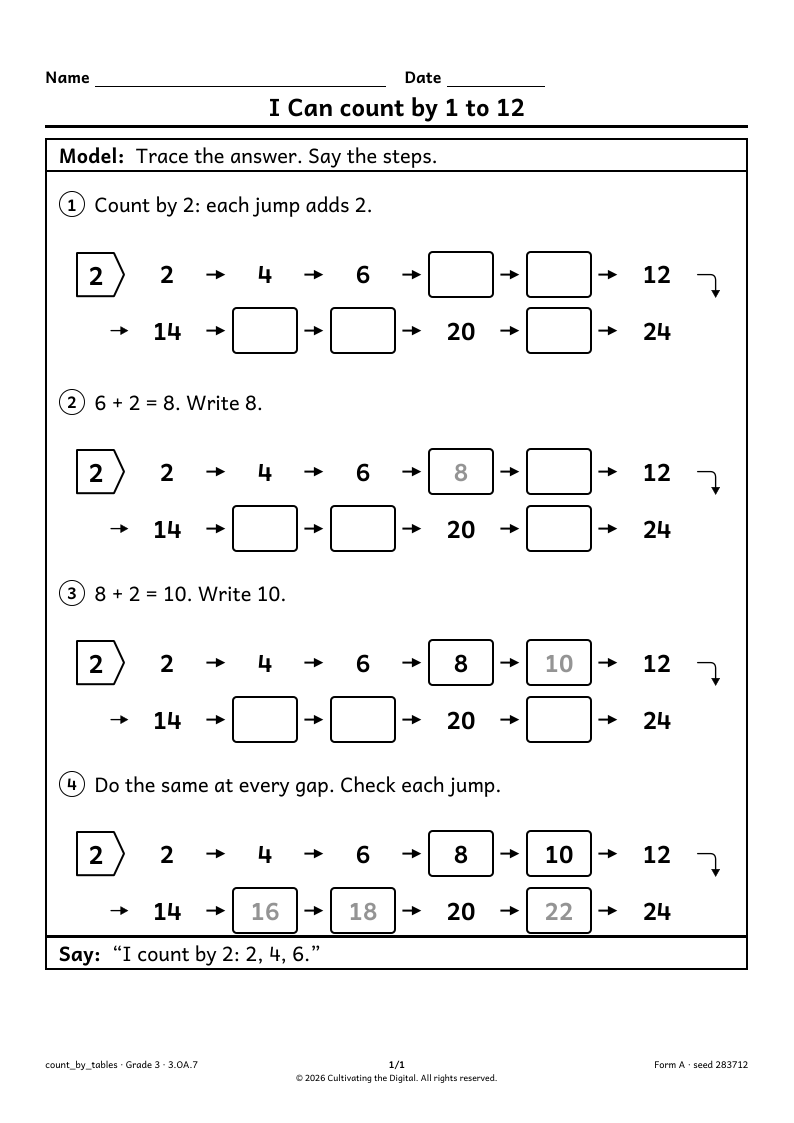 Name Date
I Can count by 1 to 12
Model: Trace the answer. Say the steps.
1 Count by 2: each jump adds 2.
2 2 → 4 → 6 → → → 12
→ 14 → → → 20 → → 24
2 6 + 2 = 8. Write 8.
2 2 → 4 → 6 → 8 → → 12
→ 14 → → → 20 → → 24
3 8 + 2 = 10. Write 10.
2 2 → 4 → 6 → 8 → 10 → 12
→ 14 → → → 20 → → 24
4 Do the same at every gap. Check each jump.
2 2 → 4 → 6 → 8 → 10 → 12
→ 14 → 16 → 18 → 20 → 22 → 24
Say: “I count by 2: 2, 4, 6.”
count_by_tables · Grade 3 · 3.OA.7 1/1 Form A · seed 283712
© 2026 Cultivating the Digital. All rights reserved.